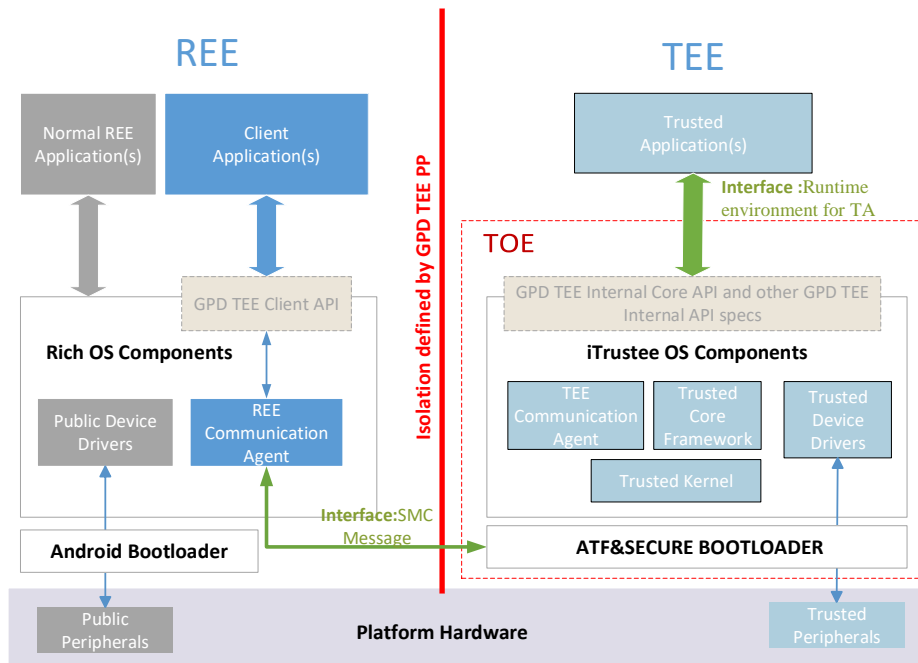 REE
TEE
Normal REE
Application(s)
Client
Application(s)
Trusted
Application(s)
Isolation defined by GPD TEE PP
Interface :Runtime
environment for TA
TOE
GPD TEE Client API
GPD TEE Internal Core API and other GPD TEE
Internal API specs
Rich OS Components
iTrustee OS Components
Public Device
Drivers
REE
Communication
Agent
TEE
Communication
Agent
Trusted
Core
Framework
Trusted
Device
Drivers
Trusted Kernel
Interface:SMC
Message
Android Bootloader
ATF&SECURE BOOTLOADER
Public
Peripherals
Platform Hardware
Trusted
Peripherals